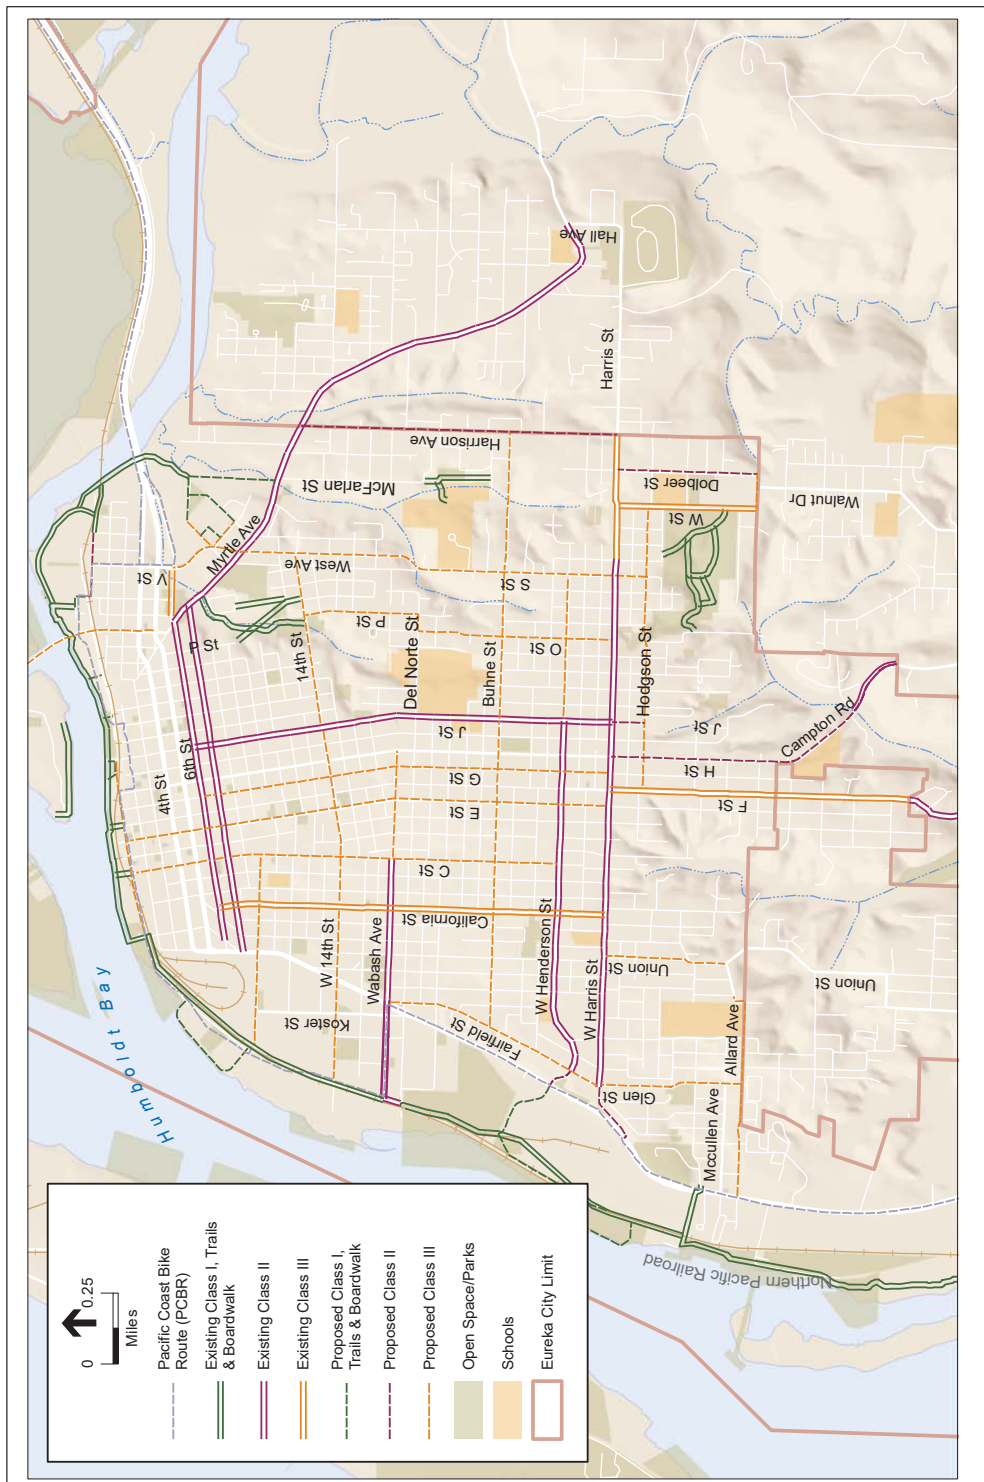 Humboldt Bay
V St
Myrtle Ave
McFarlan St
Harrison Ave
Hall Ave
Harris St
Dolbeer St
Walnut Dr
W St
West Ave
S St
P St
14th St
P St
Del Norte St
Buhne St
O St
Hodgson St
6th St
4th St
J St
J St
Campton Rd
H St
G St
E St
F St
C St
California St
W 14th St
Wabash Ave
W Henderson St
W Harris St
Union St
Union St
Koster St
Fairfield St
Glen St
Allard Ave
Mccullen Ave
Northern Pacific Railroad
0 0.25
Miles
Pacific Coast Bike
Route (PCBR)
Existing Class I, Trails
& Boardwalk
Existing Class II
Existing Class III
Proposed Class I,
Trails & Boardwalk
Proposed Class II
Proposed Class III
Open Space/Parks
Schools
Eureka City Limit